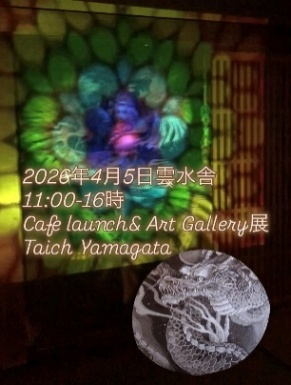 2026年4月5日雲水舎
11:00-16時
Cafe launch& Art Gallery展
Taich Yamagata